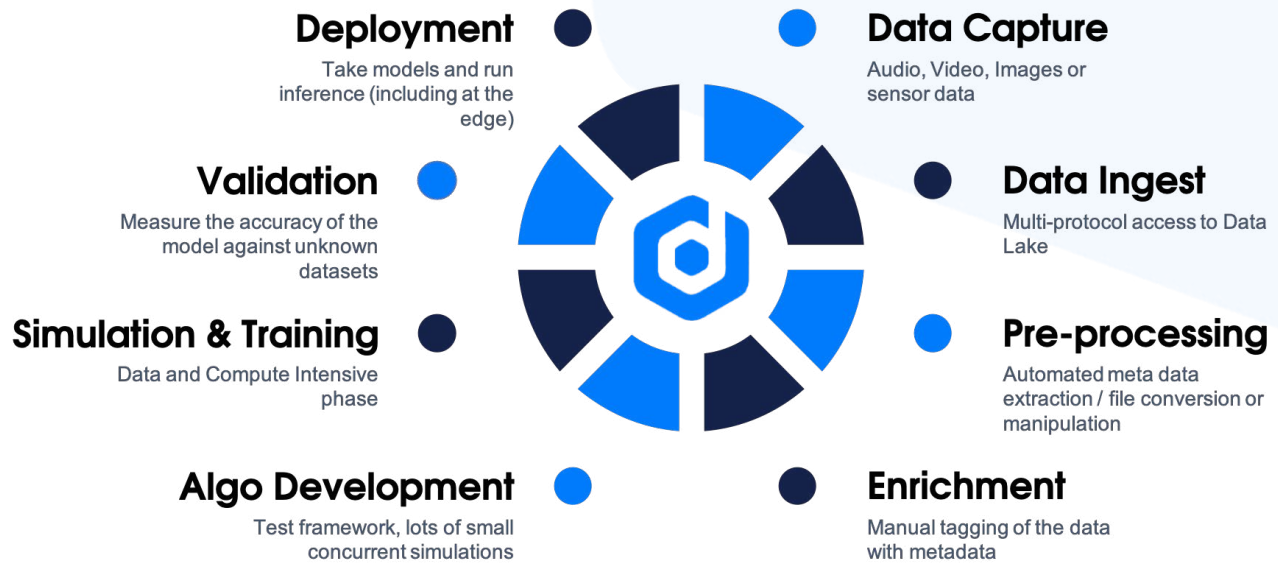 Deployment
Take models and run
inference (including at the
edge)
Data Capture
Audio, Video, Images or
sensor data
Validation
Measure the accuracy of the
model against unknown
datasets
Data Ingest
Multi-protocol access to Data
Lake
Simulation & Training
Data and Compute Intensive
phase
Pre-processing
Automated meta data
extraction / file conversion or
manipulation
Algo Development
Test framework, lots of small
concurrent simulations
Enrichment
Manual tagging of the data
with metadata